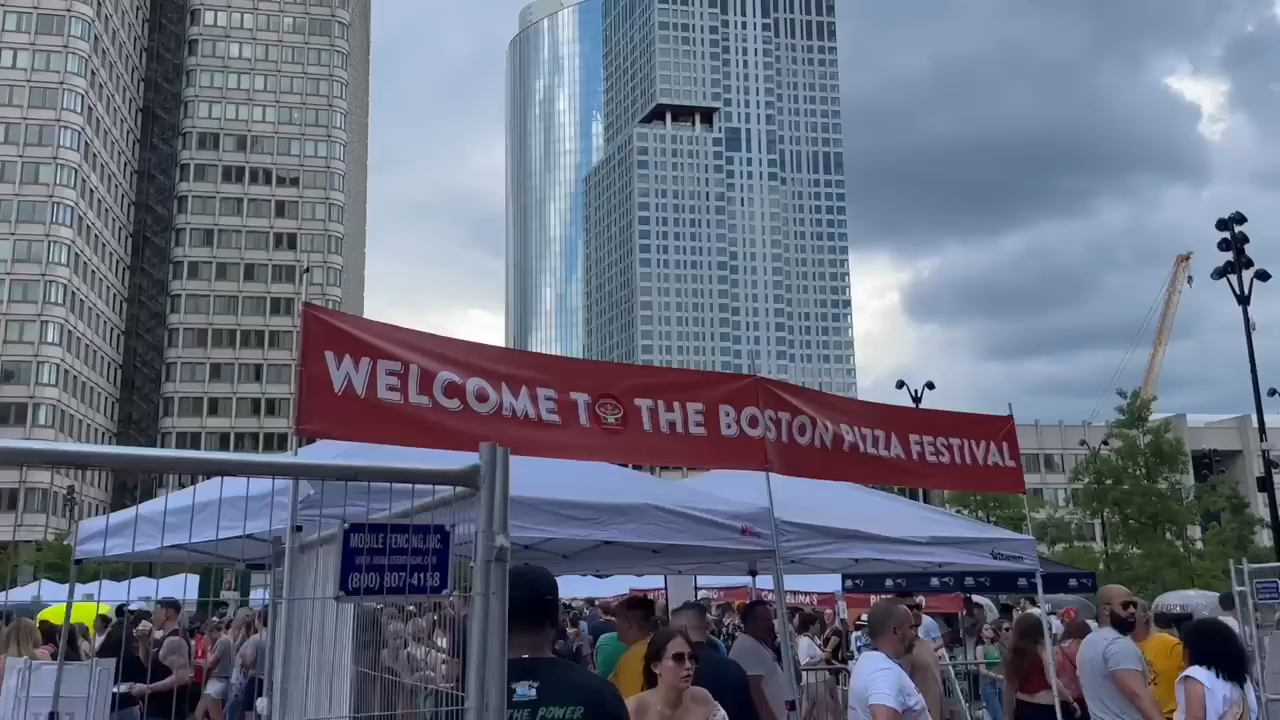 WELCOME TO THE BOSTON PIZZA FESTIVAL
MOBILE FENCING, INC.
(800) 807-4158
THE POWER